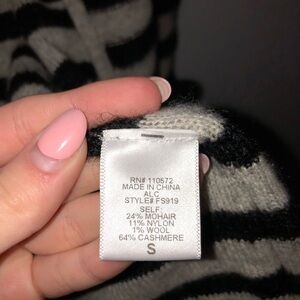 RN# 110572
MADE IN CHINA
ALC
STYLE# FS919
SELF:
24% MOHAIR
11% NYLON
1% WOOL
64% CASHMERE
S